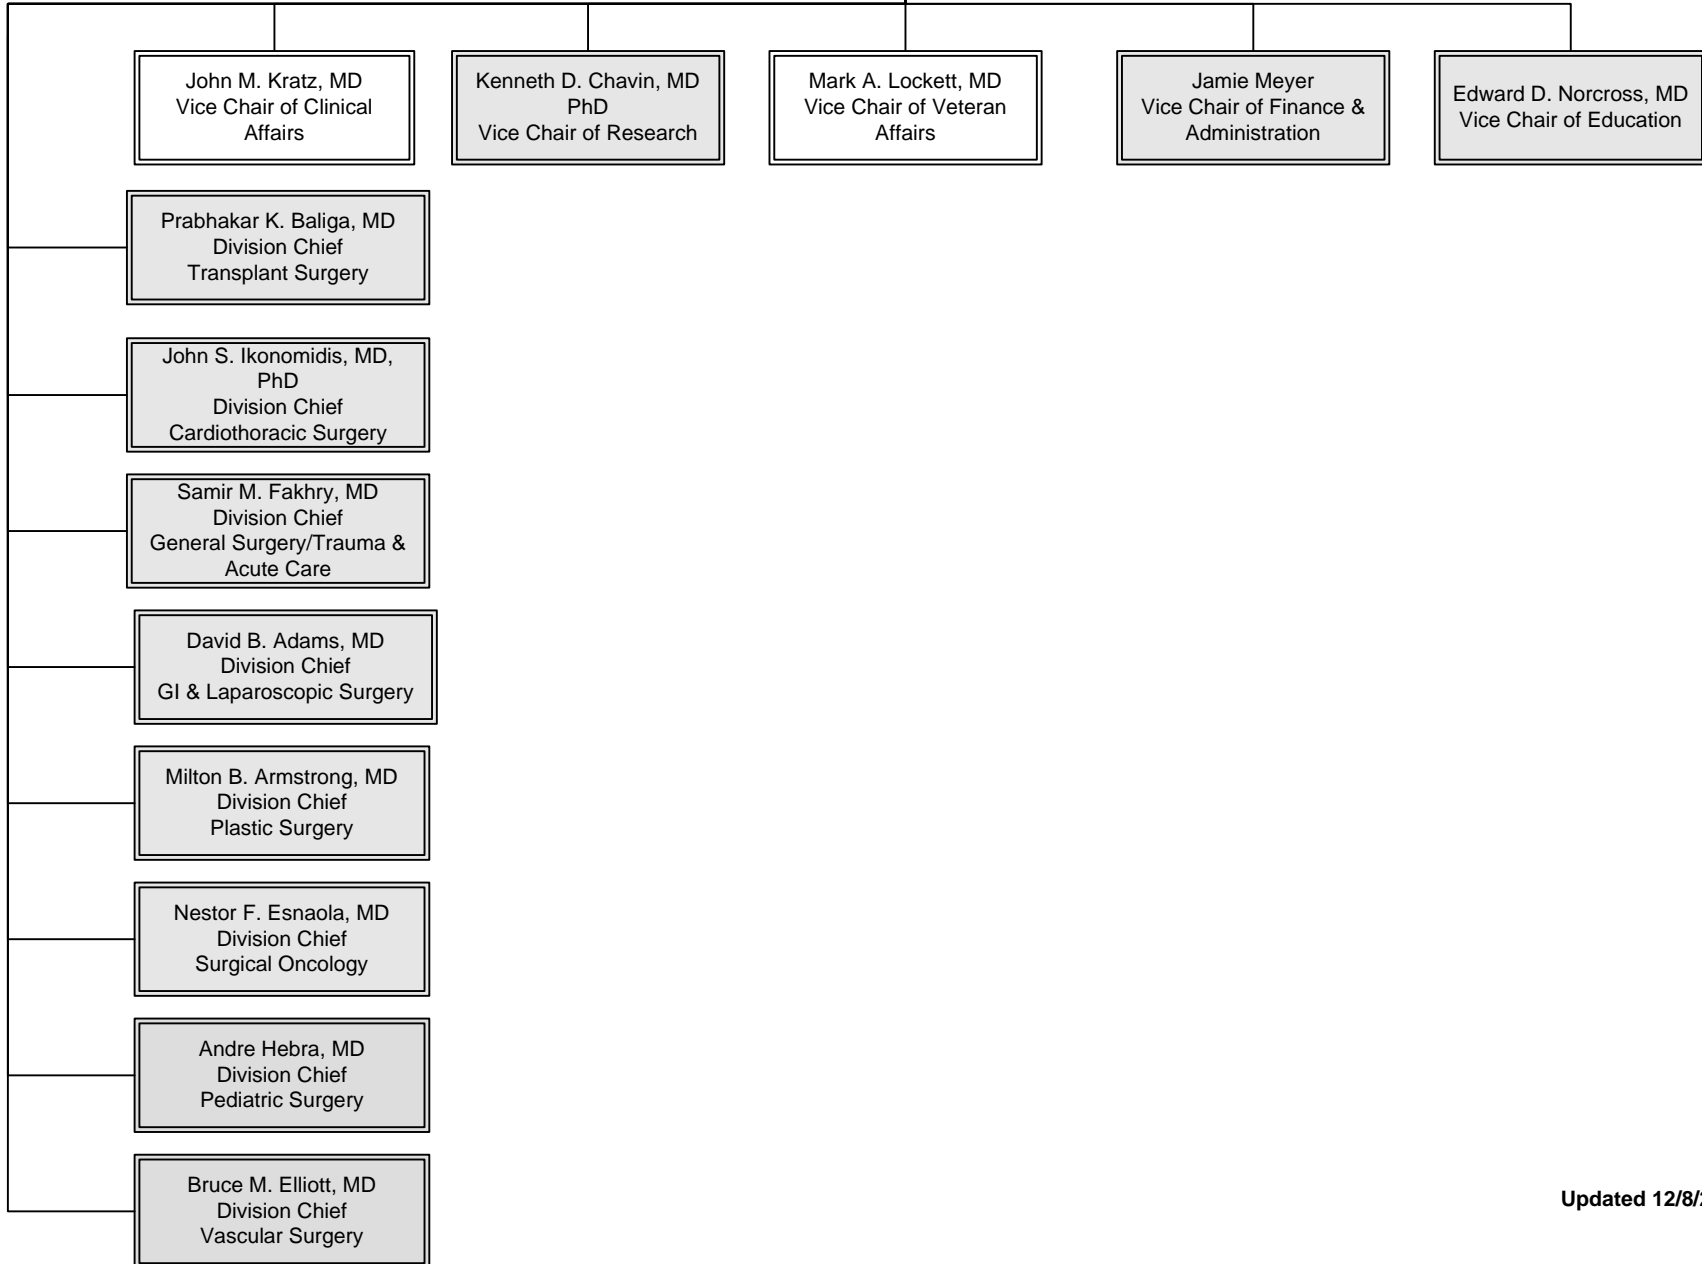 John M. Kratz, MD
Vice Chair of Clinical
Affairs
Kenneth D. Chavin, MD
PhD
Vice Chair of Research
Mark A. Lockett, MD
Vice Chair of Veteran
Affairs
Jamie Meyer
Vice Chair of Finance &
Administration
Edward D. Norcross, MD
Vice Chair of Education
Prabhakar K. Baliga, MD
Division Chief
Transplant Surgery
John S. Ikonomidis, MD,
PhD
Division Chief
Cardiothoracic Surgery
Samir M. Fakhry, MD
Division Chief
General Surgery/Trauma &
Acute Care
David B. Adams, MD
Division Chief
GI & Laparoscopic Surgery
Milton B. Armstrong, MD
Division Chief
Plastic Surgery
Nestor F. Esnaola, MD
Division Chief
Surgical Oncology
Andre Hebra, MD
Division Chief
Pediatric Surgery
Bruce M. Elliott, MD
Division Chief
Vascular Surgery
Updated 12/8/